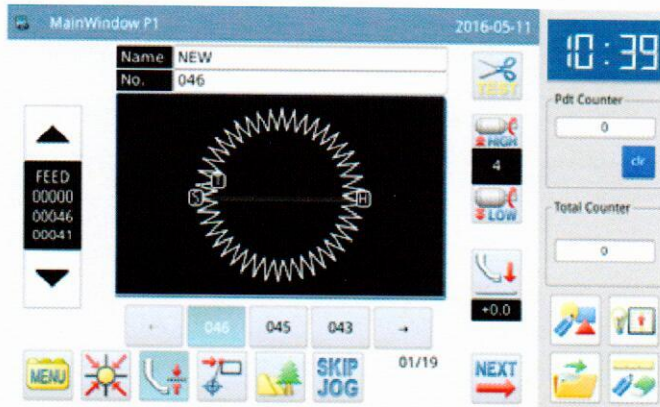 MainWindow P1
2016-05-11
10:39
Name NEW
No. 046
TEST
Pdt Counter
0
clr
HIGH
4
LOW
FEED
00000
00046
00041
S
T
H
Total Counter
0
+0.0
046
045
043
MENU
SKIP
JOG
01/19
NEXT